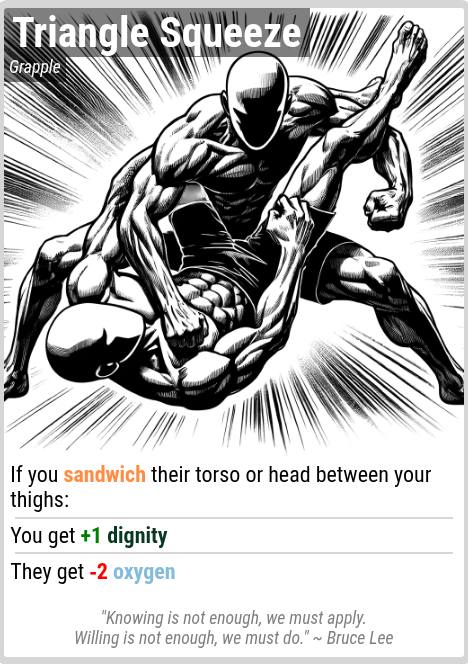 Triangle Squeeze
Grapple
If you sandwich their torso or head between your
thighs:
You get +1 dignity
They get -2 oxygen
"Knowing is not enough, we must apply.
Willing is not enough, we must do." ~ Bruce Lee